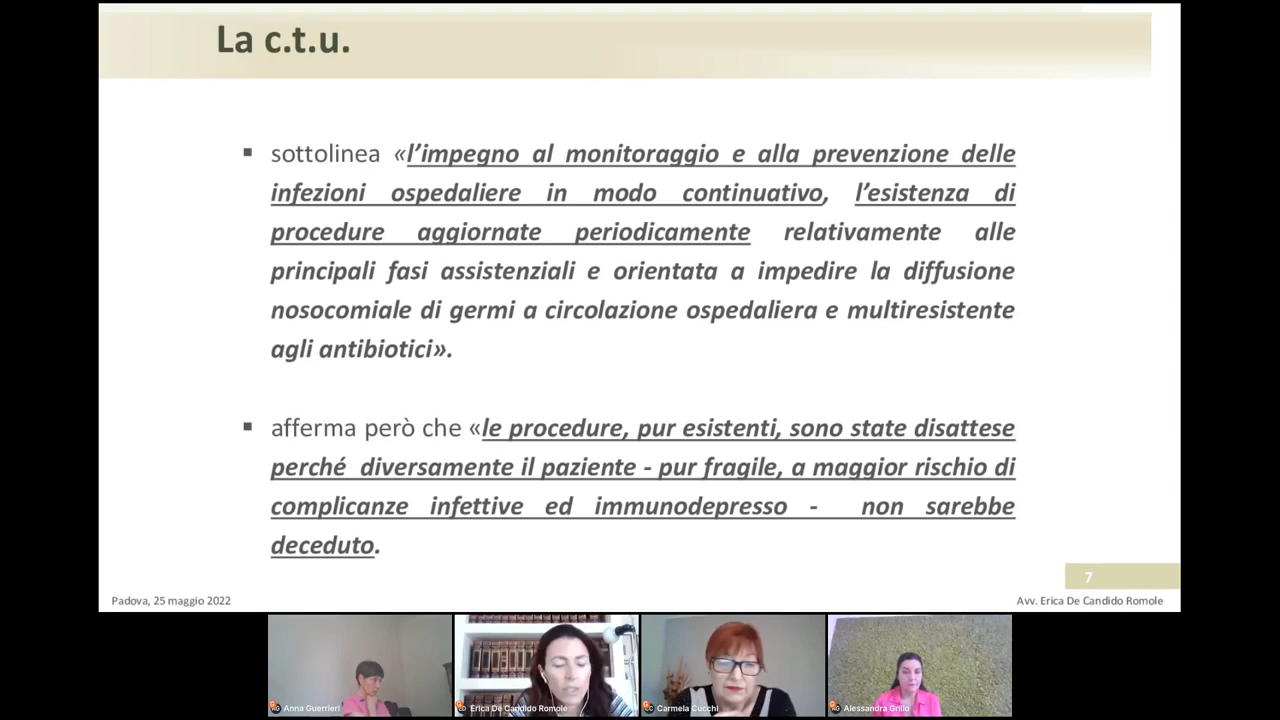 La c.t.u.
▪ sottolinea «l’impegno al monitoraggio e alla prevenzione delle
infezioni ospedaliere in modo continuativo, l’esistenza di
procedure aggiornate periodicamente relativamente alle
principali fasi assistenziali e orientata a impedire la diffusione
nosocomiale di germi a circolazione ospedaliera e multiresistente
agli antibiotici».
▪ afferma però che «le procedure, pur esistenti, sono state disattese
perché diversamente il paziente - pur fragile, a maggior rischio di
complicanze infettive ed immunodepresso - non sarebbe
deceduto.
7
Padova, 25 maggio 2022
Avv. Erica De Candido Romole
AG Anna Guerrieri
ED Erica De Candido Romole
CC Carmela Cucchi
AG Alessandra Grillo